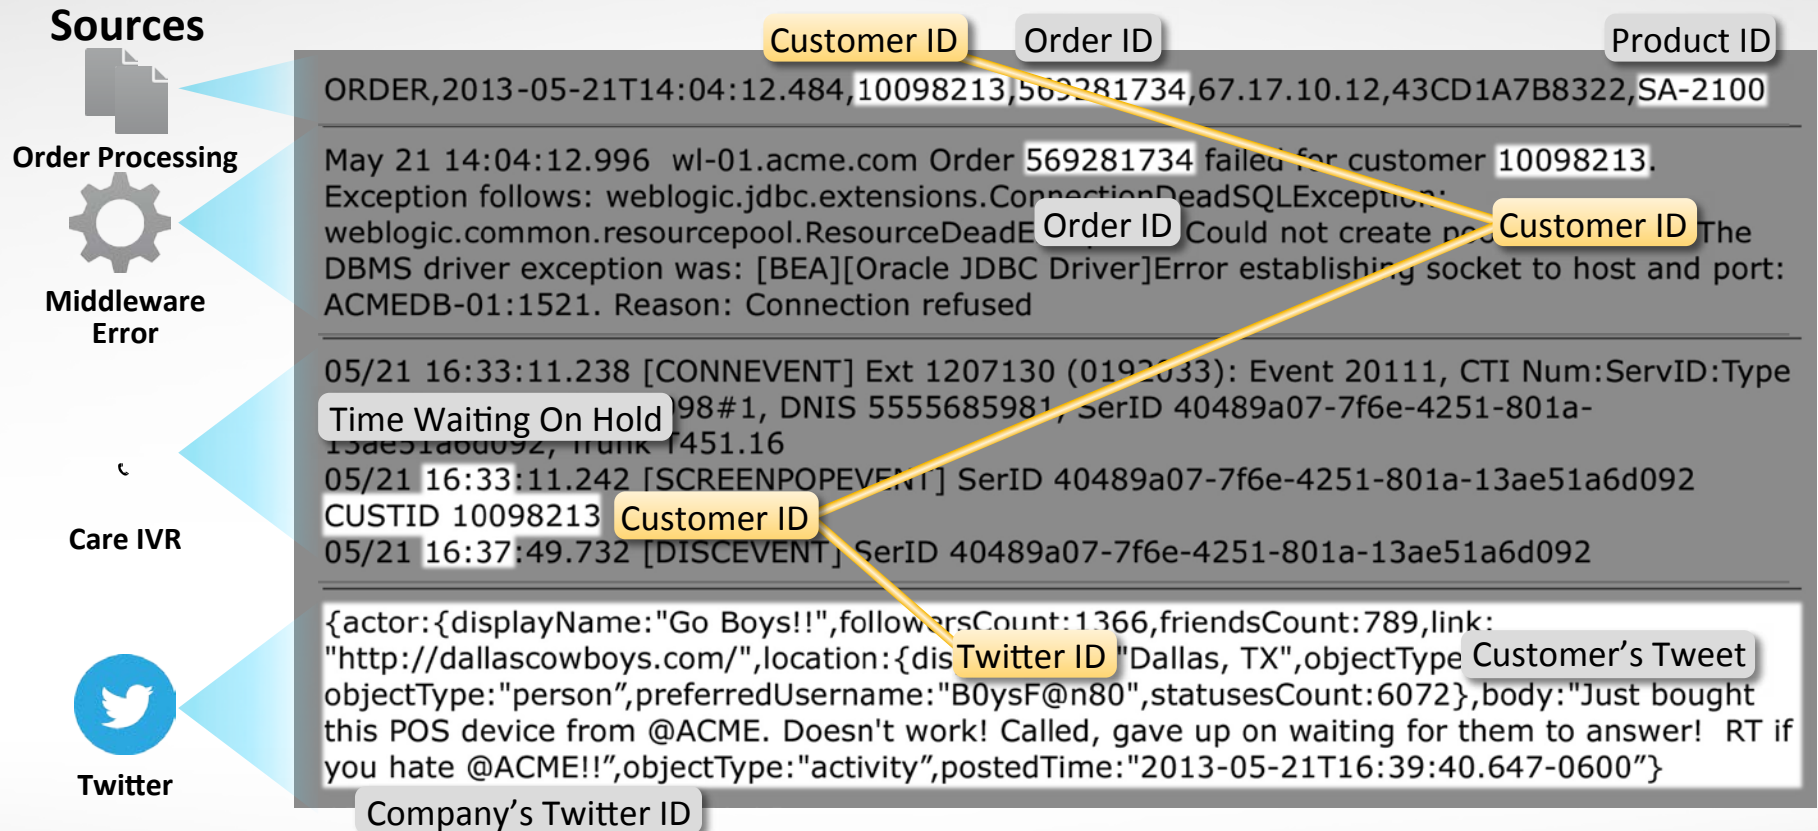 Sources
Customer ID
Order ID
Product ID
ORDER,2013-05-21T14:04:12.484,10098213,569281734,67.17.10.12,43CD1A7B8322,SA-2100
Order Processing
May 21 14:04:12.996 wl-01.acme.com Order 569281734 failed for customer 10098213.
Exception follows: weblogic.jdbc.extensions.ConnectionDeadSQLException:
weblogic.common.resourcepool.ResourceDeadE
Order ID
Could not create
Customer ID
The
DBMS driver exception was: [BEA][Oracle JDBC Driver]Error establishing socket to host and port:
ACMEDB-01:1521. Reason: Connection refused
Middleware
Error
05/21 16:33:11.238 [CONNEVENT] Ext 1207130 (0192033): Event 20111, CTI Num:ServID:Type
Time Waiting On Hold
98#1, DNIS 5555685981, SerID 40489a07-7f6e-4251-801a-
13ae51a6d092, Trunk T451.16
05/21 16:33:11.242 [SCREENPOPEVENT] SerID 40489a07-7f6e-4251-801a-13ae51a6d092
CUSTID 10098213
Customer ID
05/21 16:37:49.732 [DISCEVENT] SerID 40489a07-7f6e-4251-801a-13ae51a6d092
Care IVR
{actor:{displayName:"Go Boys!!",followersCount:1366,friendsCount:789,link:
"http://dallascowboys.com/",location:{dis
Twitter ID
"Dallas, TX",objectType
Customer’s Tweet
objectType:"person”,preferredUsername:"B0ysF@n80",statusesCount:6072},body:"Just bought
this POS device from @ACME. Doesn't work! Called, gave up on waiting for them to answer! RT if
you hate @ACME!!”,objectType:"activity”,postedTime:"2013-05-21T16:39:40.647-0600”}
Twitter
Company’s Twitter ID